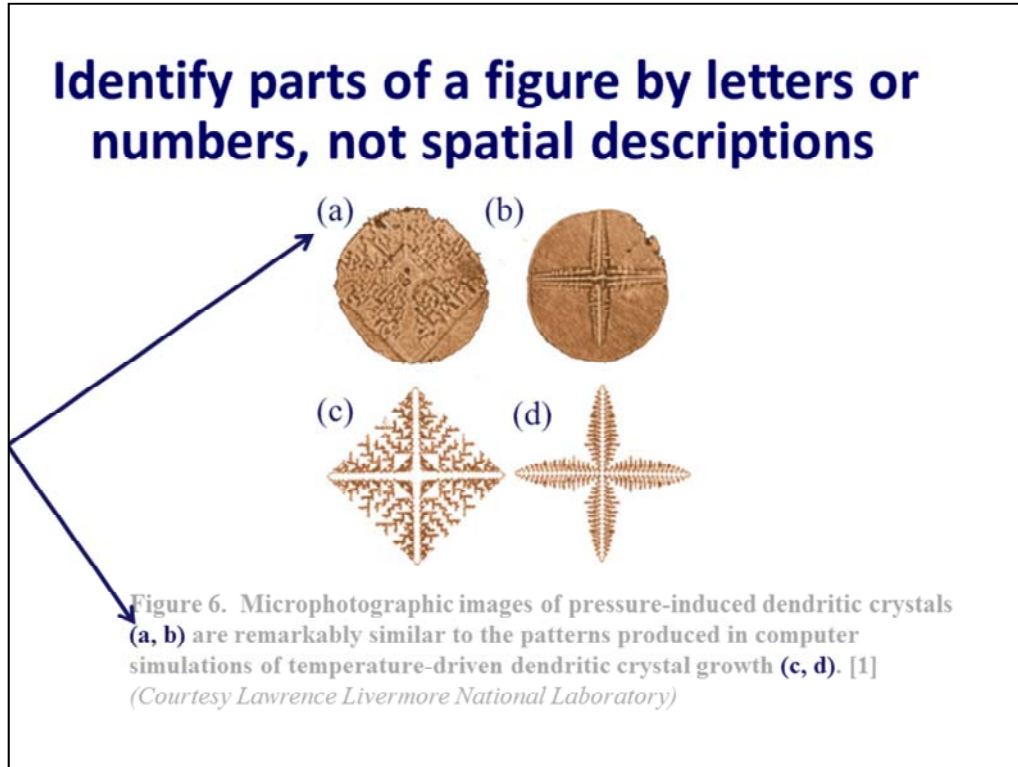 Identify parts of a figure by letters or
numbers, not spatial descriptions
(a) (b)
(c) (d)
Figure 6. Microphotographic images of pressure-induced dendritic crystals
(a, b) are remarkably similar to the patterns produced in computer
simulations of temperature-driven dendritic crystal growth (c, d). [1]
(Courtesy Lawrence Livermore National Laboratory)